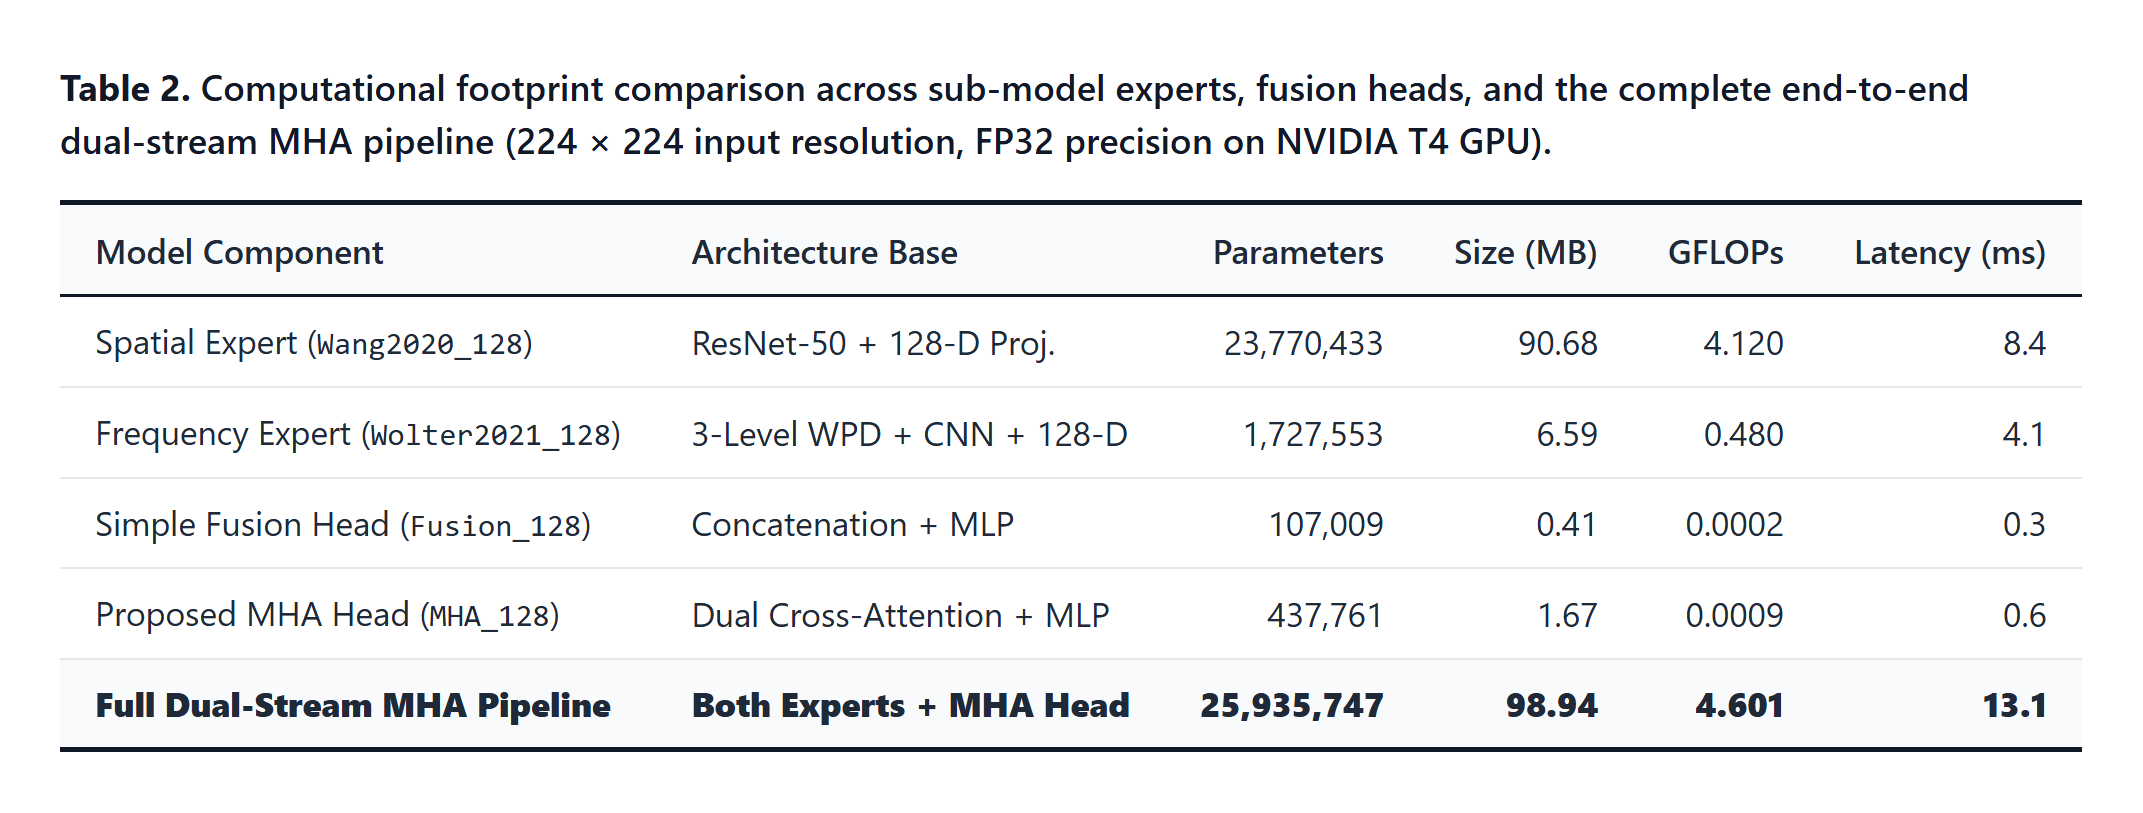 Table 2. Computational footprint comparison across sub-model experts, fusion heads, and the complete end-to-end
dual-stream MHA pipeline (224 × 224 input resolution, FP32 precision on NVIDIA T4 GPU).
Model Component Architecture Base Parameters Size (MB) GFLOPs Latency (ms)
Spatial Expert (Wang2020_128) ResNet-50 + 128-D Proj. 23,770,433 90.68 4.120 8.4
Frequency Expert (Wolter2021_128) 3-Level WPD + CNN + 128-D 1,727,553 6.59 0.480 4.1
Simple Fusion Head (Fusion_128) Concatenation + MLP 107,009 0.41 0.0002 0.3
Proposed MHA Head (MHA_128) Dual Cross-Attention + MLP 437,761 1.67 0.0009 0.6
Full Dual-Stream MHA Pipeline Both Experts + MHA Head 25,935,747 98.94 4.601 13.1